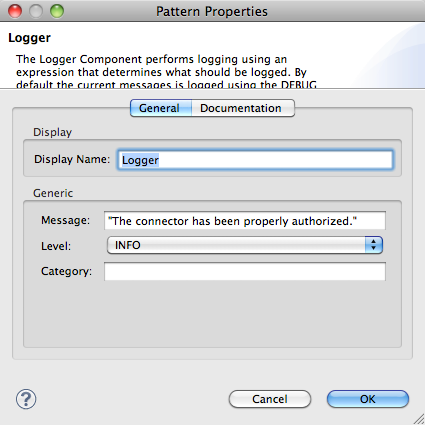 Pattern Properties
Logger
The Logger Component performs logging using an
expression that determines what should be logged. By
default the current messages is logged using the DEBUG
General Documentation
Display
Display Name: Logger
Generic
Message: "The connector has been properly authorized."
Level: INFO
Category:
? Cancel OK